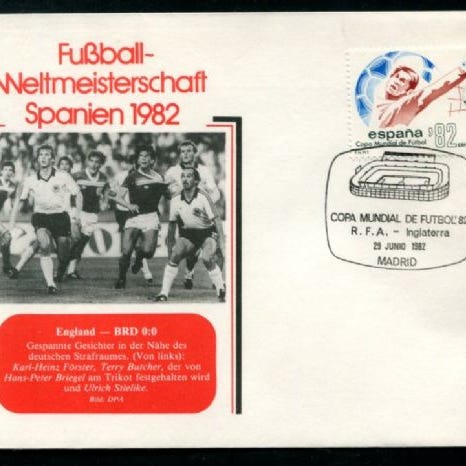 Fußball-
Weltmeisterschaft
Spanien 1982
españa '82
Copa Mundial de Futbol
COPA MUNDIAL DE FUTBOL'82
R. F. A. - Inglaterra
29 JUNIO 1982
MADRID
England — BRD 0:0
Gespannte Gesichter in der Nähe des
deutschen Strafraumes. (Von links):
Karl-Heinz Förster, Terry Butcher, der von
Hans-Peter Briegel am Trikot festgehalten wird
und Ulrich Stielike.
Bild: DPA